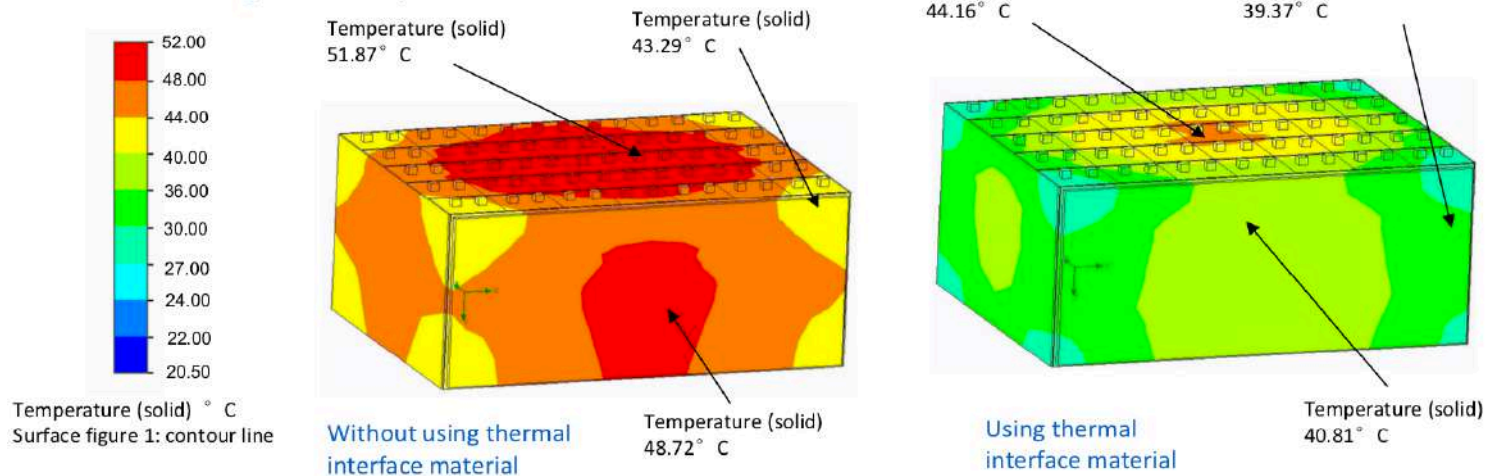 44.16° C
39.37° C
Temperature (solid)
51.87° C
Temperature (solid)
43.29° C
52.00
48.00
44.00
40.00
36.00
30.00
27.00
24.00
22.00
20.50
Temperature (solid) ° C
Surface figure 1: contour line
Without using thermal
interface material
Temperature (solid)
48.72° C
Using thermal
interface material
Temperature (solid)
40.81° C